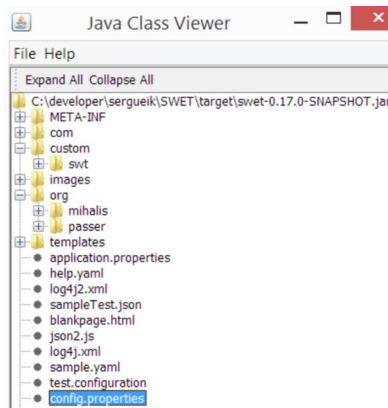 Java Class Viewer
File Help
Expand All Collapse All
C:\developer\sergueik\SWET\target\swet-0.17.0-SNAPSHOT.jar
META-INF
com
custom
swt
images
org
mihalis
passer
templates
application.properties
help.yaml
log4j2.xml
sampleTest.json
blankpage.html
json2.js
log4j.xml
sample.yaml
test.configuration
config.properties